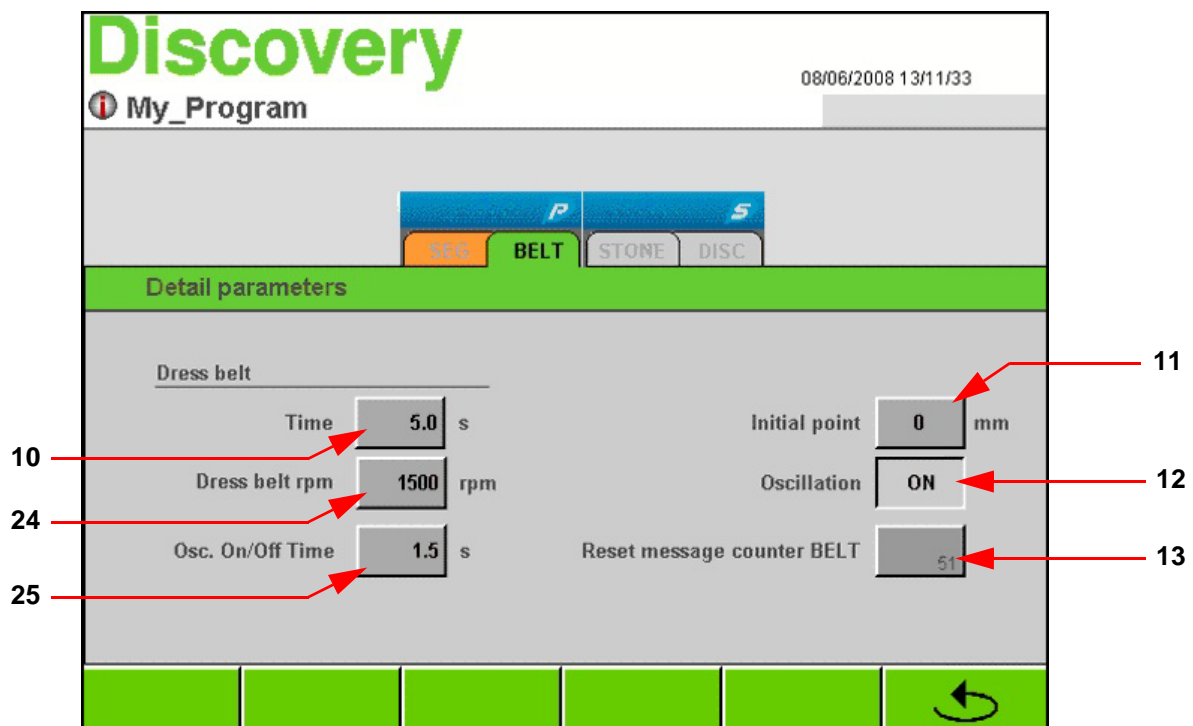 Discovery
08/06/2008 13/11/33
My_Program
P S
SEG BELT STONE DISC
Detail parameters
Dress belt
Time 5.0 s
Dress belt rpm 1500 rpm
Osc. On/Off Time 1.5 s
Initial point 0 mm
Oscillation ON
Reset message counter BELT 51
10
24
25
11
12
13